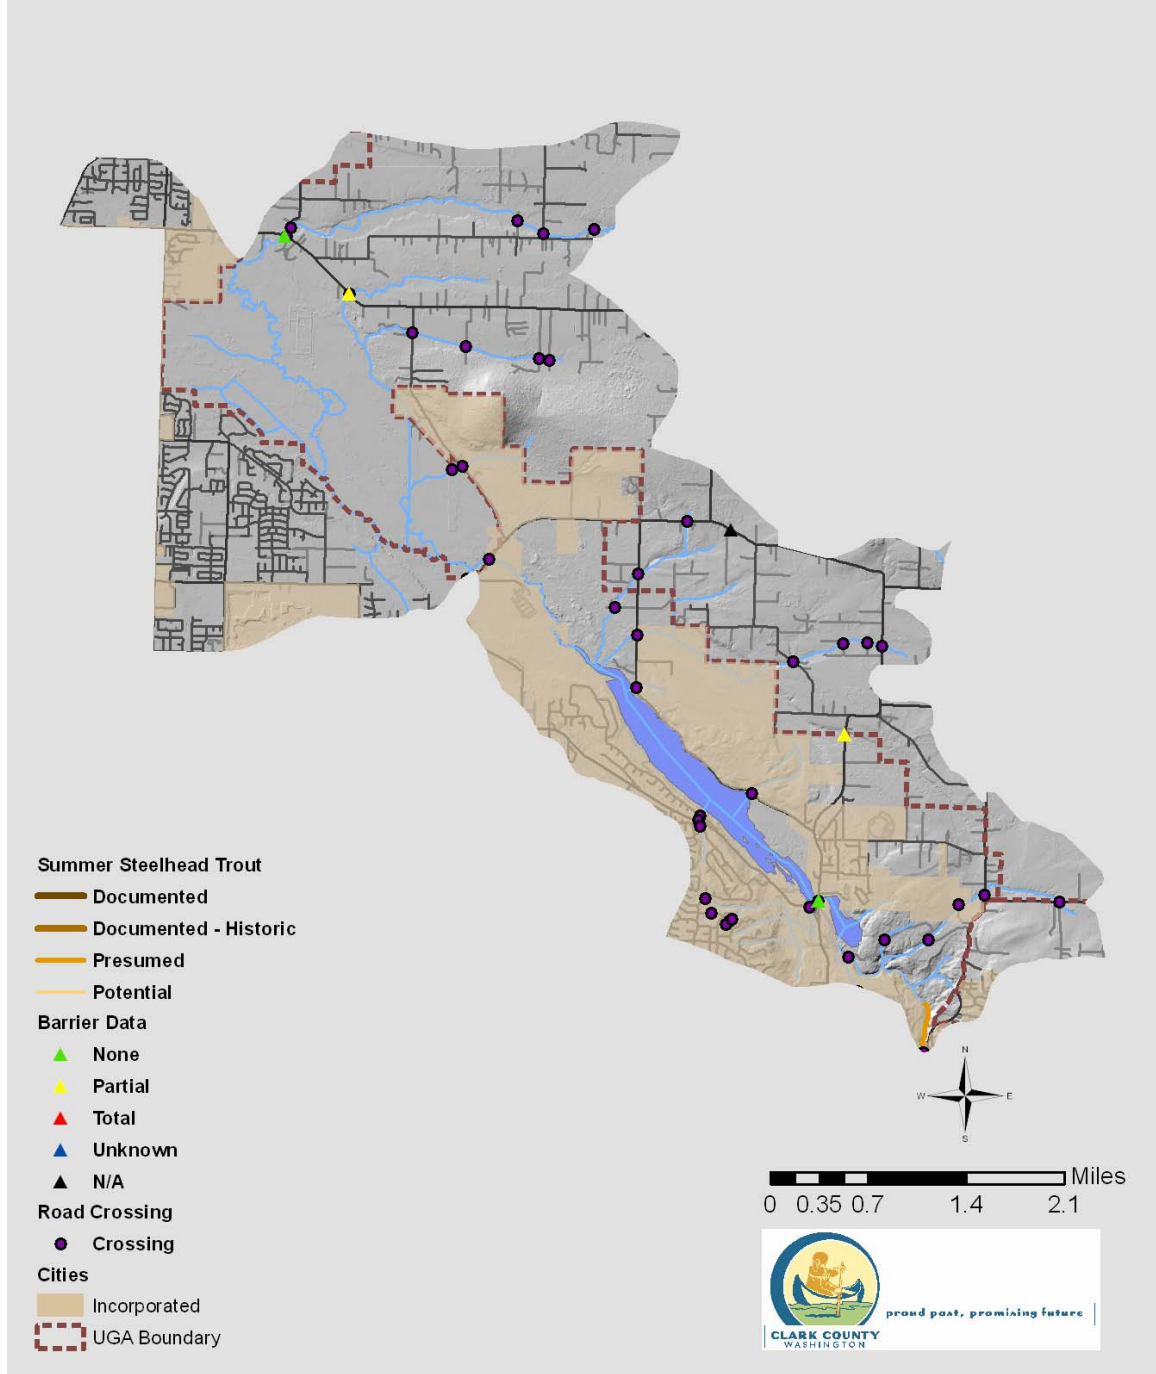 Summer Steelhead Trout
Documented
Documented - Historic
Presumed
Potential
Barrier Data
None
Partial
Total
Unknown
N/A
Road Crossing
Crossing
Cities
Incorporated
UGA Boundary
N
W E
S
Miles
0 0.35 0.7 1.4 2.1
proud past, promising future
CLARK COUNTY
WASHINGTON